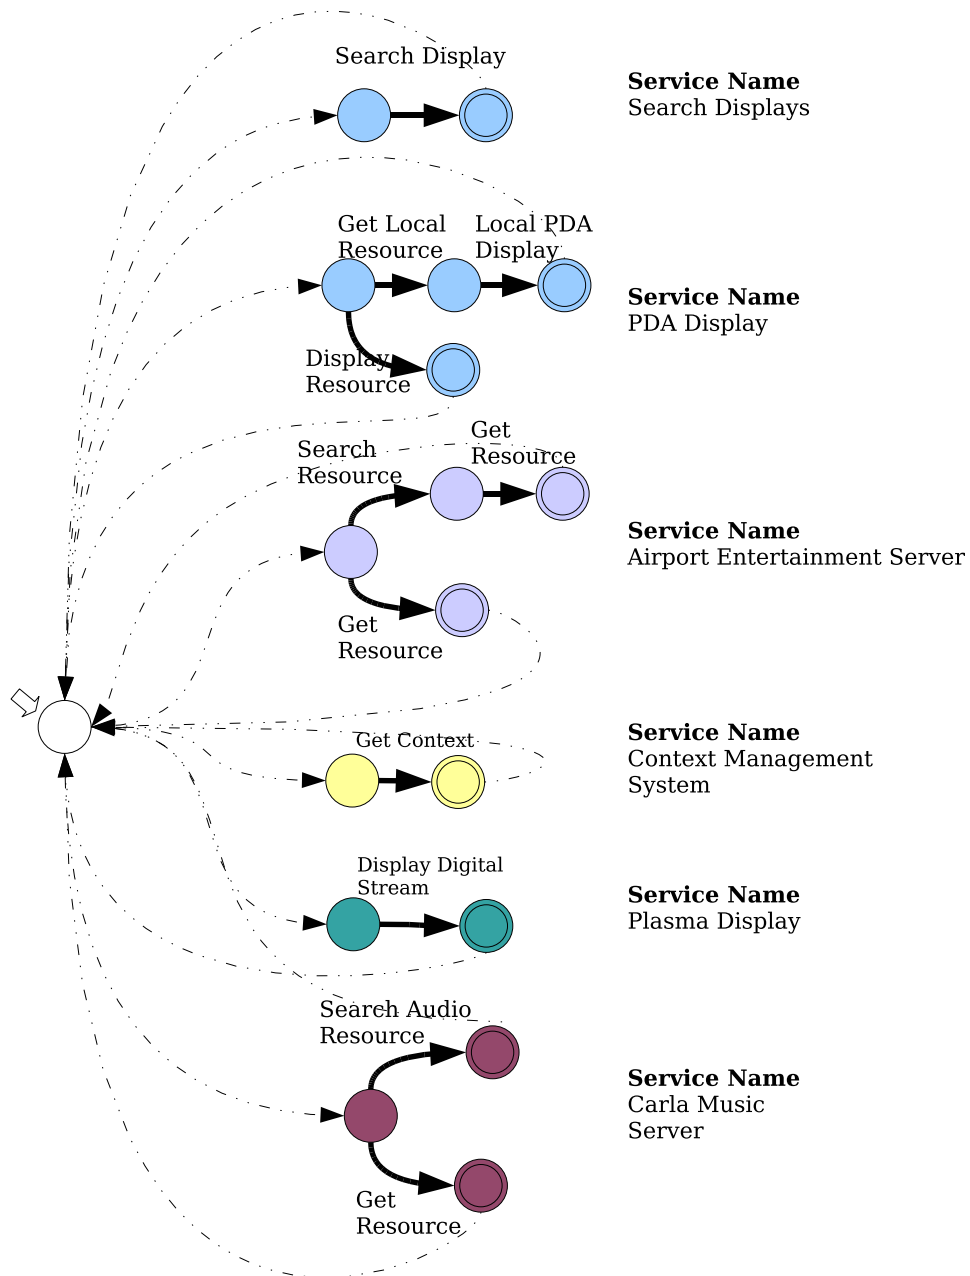 Search Display
Service Name
Search Displays
Get Local
Resource
Local PDA
Display
Service Name
PDA Display
Display
Resource
Get
Resource
Search
Resource
Service Name
Airport Entertainment Server
Get
Resource
Service Name
Context Management
System
Get Context
Display Digital
Stream
Service Name
Plasma Display
Search Audio
Resource
Service Name
Carla Music
Server
Get
Resource